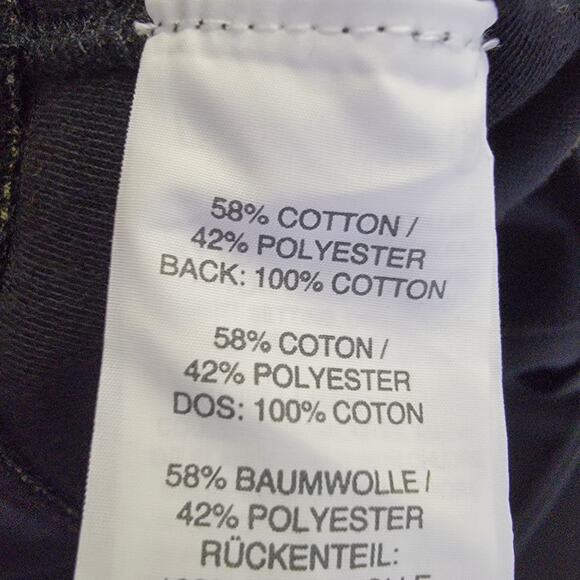 58% COTTON /
42% POLYESTER
BACK: 100% COTTON
58% COTON /
42% POLYESTER
DOS: 100% COTON
58% BAUMWOLLE /
42% POLYESTER
RÜCKENTEIL: